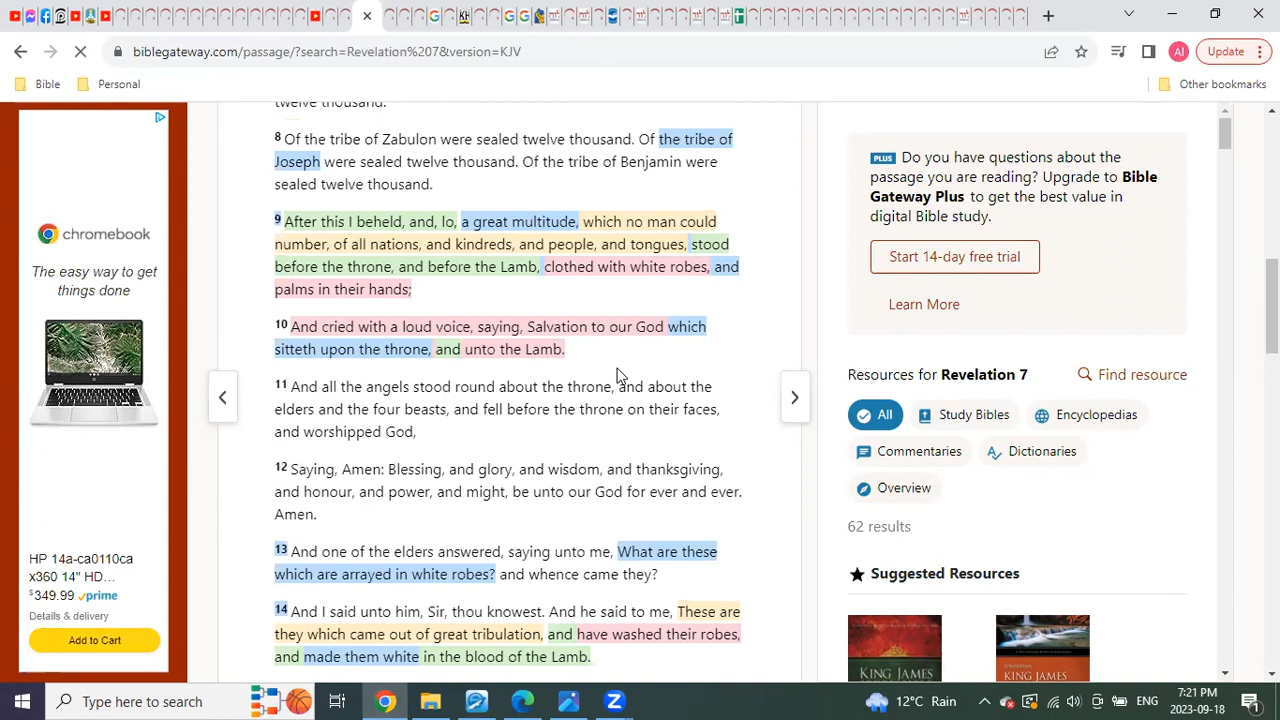 biblegateway.com/passage/?search=Revelation%207&version=KJV
AI
Update
Bible
Personal
Other bookmarks
twelve thousand.
8 Of the tribe of Zabulon were sealed twelve thousand. Of the tribe of
Joseph were sealed twelve thousand. Of the tribe of Benjamin were
sealed twelve thousand.
9 After this I beheld, and, lo, a great multitude, which no man could
number, of all nations, and kindreds, and people, and tongues, stood
before the throne, and before the Lamb, clothed with white robes, and
palms in their hands;
10 And cried with a loud voice, saying, Salvation to our God which
sitteth upon the throne, and unto the Lamb.
11 And all the angels stood round about the throne, and about the
elders and the four beasts, and fell before the throne on their faces,
and worshipped God,
12 Saying, Amen: Blessing, and glory, and wisdom, and thanksgiving,
and honour, and power, and might, be unto our God for ever and ever.
Amen.
13 And one of the elders answered, saying unto me, What are these
which are arrayed in white robes? and whence came they?
14 And I said unto him, Sir, thou knowest. And he said to me, These are
they which came out of great tribulation, and have washed their robes,
and made them white in the blood of the Lamb.
chromebook
The easy way to get
things done
HP 14a-ca0110ca
x360 14" HD...
$349.99 prime
Details & delivery
Add to Cart
PLUS Do you have questions about the
passage you are reading? Upgrade to Bible
Gateway Plus to get the best value in
digital Bible study.
Start 14-day free trial
Learn More
Resources for Revelation 7
Find resource
All
Study Bibles
Encyclopedias
Commentaries
Dictionaries
Overview
62 results
Suggested Resources
KING JAMES
KING JAMES
Type here to search
12°C Rain
ENG
7:21 PM
2023-09-18
1